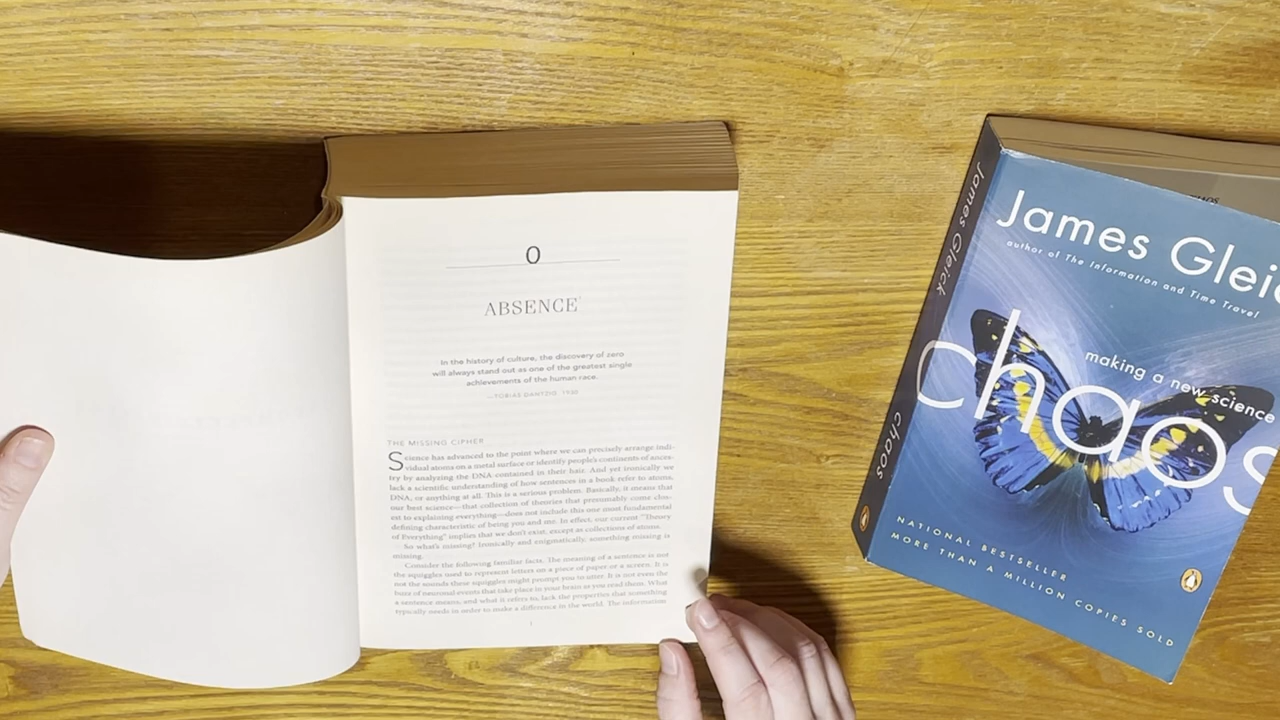 0
ABSENCE
In the history of culture, the discovery of zero
will always stand out as one of the greatest single
achievements of the human race.
—TOBIAS DANTZIG, 1930
THE MISSING CIPHER
Science has advanced to the point where we can precisely arrange indi-
vidual atoms on a metal surface or identify people's continents of ances-
try by analyzing the DNA contained in their hair. And yet ironically we
lack a scientific understanding of how sentences in a book refer to atoms,
DNA, or anything at all. This is a serious problem. Basically, it means that
our best science—that collection of theories that presumably come clos-
est to explaining everything—does not include this one most fundamental
defining characteristic of being you and me. In effect, our current "Theory
of Everything" implies that we don't exist, except as collections of atoms.
So what's missing? Ironically and enigmatically, something missing is
missing.
Consider the following familiar facts. The meaning of a sentence is not
the squiggles used to represent letters on a piece of paper or a screen. It is
not the sounds these squiggles might prompt you to utter. It is not even the
buzz of neuronal events that take place in your brain as you read them. What
a sentence means, and what it refers to, lack the properties that something
typically needs in order to make a difference in the world. The information
1
James Gleick
chaos
James Gleic
author of The Information and Time Travel
making a new science
chaos
NATIONAL BESTSELLER
MORE THAN A MILLION COPIES SOLD